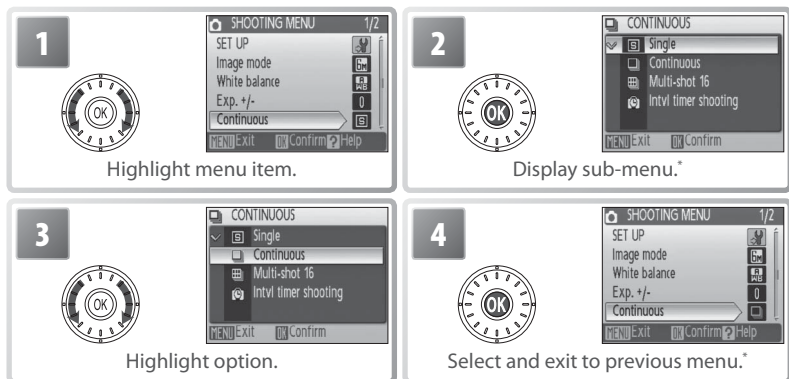 1
OK
SHOOTING MENU 1/2
SET UP
Image mode
White balance
Exp. +/- 0
Continuous S
MENU Exit OK Confirm ? Help
Highlight menu item.
2
OK
CONTINUOUS
S Single
Continuous
Multi-shot 16
Intvl timer shooting
MENU Exit OK Confirm
Display sub-menu.*
3
OK
CONTINUOUS
S Single
Continuous
Multi-shot 16
Intvl timer shooting
MENU Exit OK Confirm
Highlight option.
4
OK
SHOOTING MENU 1/2
SET UP
Image mode
White balance
Exp. +/- 0
Continuous
MENU Exit OK Confirm ? Help
Select and exit to previous menu.*